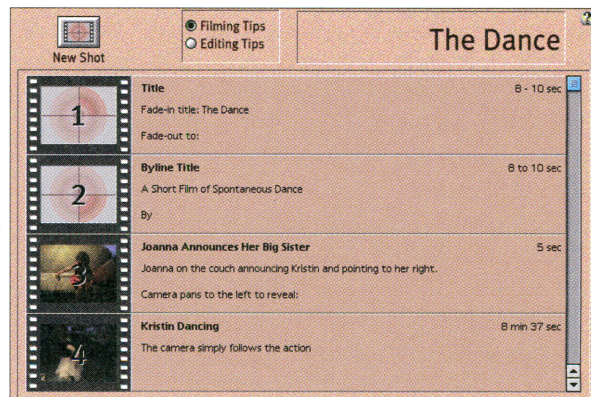 New Shot
Filming Tips
Editing Tips
The Dance
?
1
Title
8 - 10 sec
Fade-in title: The Dance
Fade-out to:
2
Byline Title
8 to 10 sec
A Short Film of Spontaneous Dance
By
3
Joanna Announces Her Big Sister
5 sec
Joanna on the couch announcing Kristin and pointing to her right.
Camera pans to the left to reveal:
4
Kristin Dancing
8 min 37 sec
The camera simply follows the action